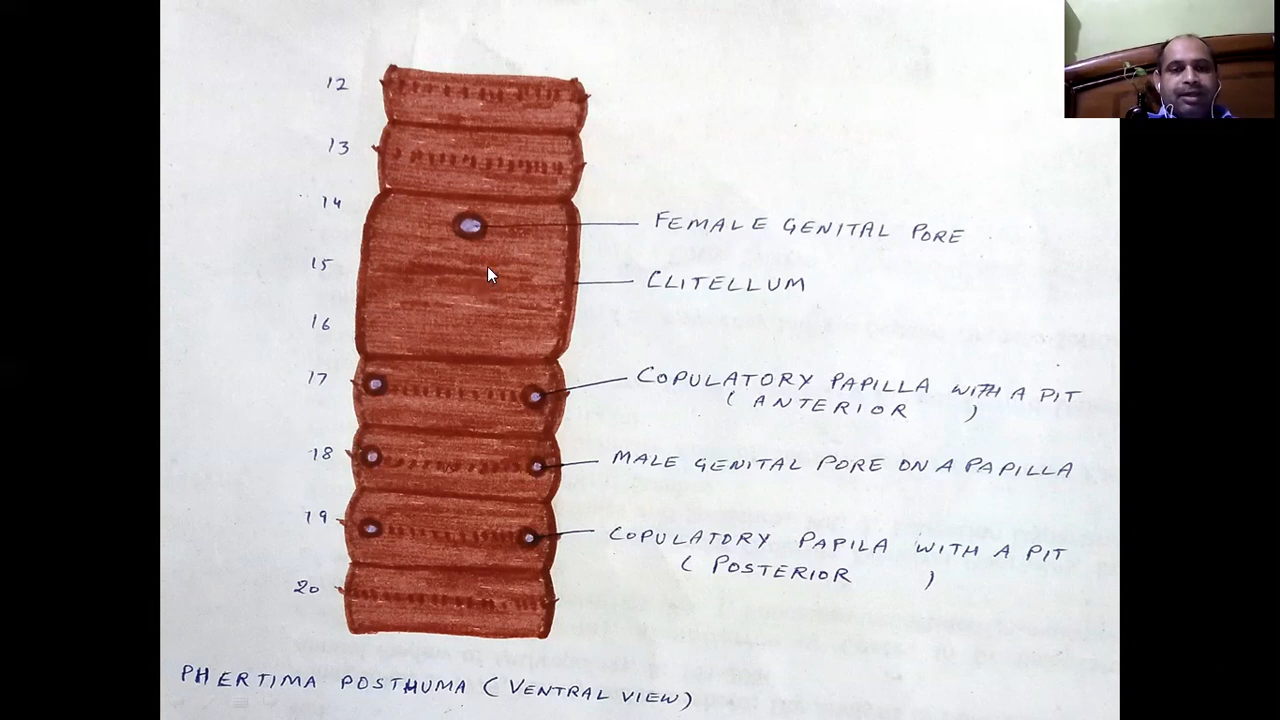 12
13
14
FEMALE GENITAL PORE
15
CLITELLUM
16
17
COPULATORY PAPILLA WITH A PIT
( ANTERIOR )
18
MALE GENITAL PORE ON A PAPILLA
19
COPULATORY PAPILA WITH A PIT
( POSTERIOR )
20
PHERTIMA POSTHUMA ( VENTRAL VIEW )